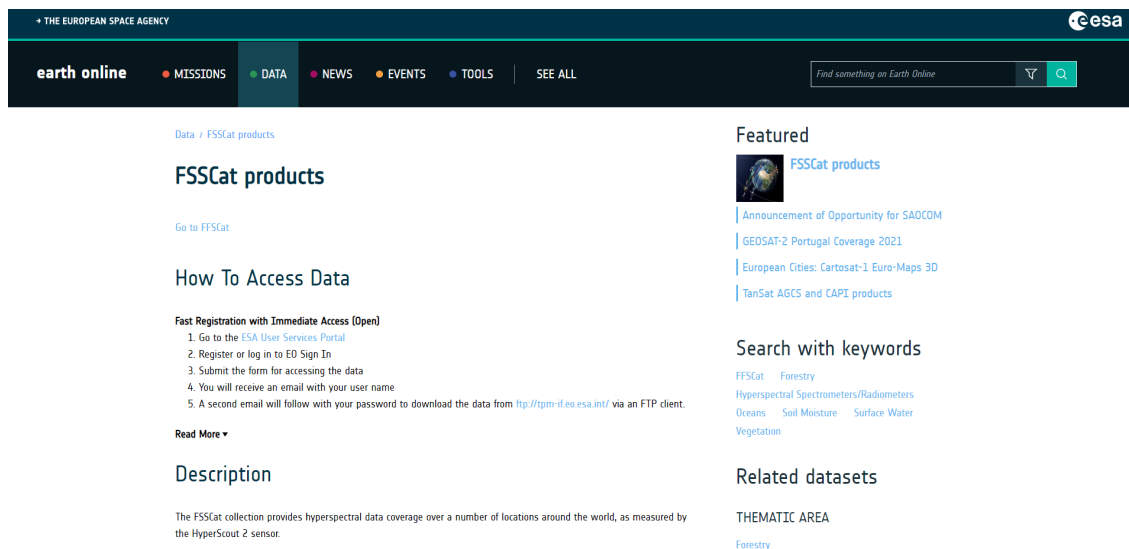 → THE EUROPEAN SPACE AGENCY
esa
earth online
MISSIONS
DATA
NEWS
EVENTS
TOOLS
SEE ALL
Find something on Earth Online
Data / FSSCat products
FSSCat products
Go to FFSCat
How To Access Data
Fast Registration with Immediate Access (Open)
1. Go to the ESA User Services Portal
2. Register or log in to EO Sign In
3. Submit the form for accessing the data
4. You will receive an email with your user name
5. A second email will follow with your password to download the data from ftp://tpm-if.eo.esa.int/ via an FTP client.
Read More ▾
Description
The FSSCat collection provides hyperspectral data coverage over a number of locations around the world, as measured by
the HyperScout 2 sensor.
Featured
FSSCat products
Announcement of Opportunity for SAOCOM
GEOSAT-2 Portugal Coverage 2021
European Cities: Cartosat-1 Euro-Maps 3D
TanSat AGCS and CAPI products
Search with keywords
FFSCat Forestry
Hyperspectral Spectrometers/Radiometers
Oceans Soil Moisture Surface Water
Vegetation
Related datasets
THEMATIC AREA
Forestry